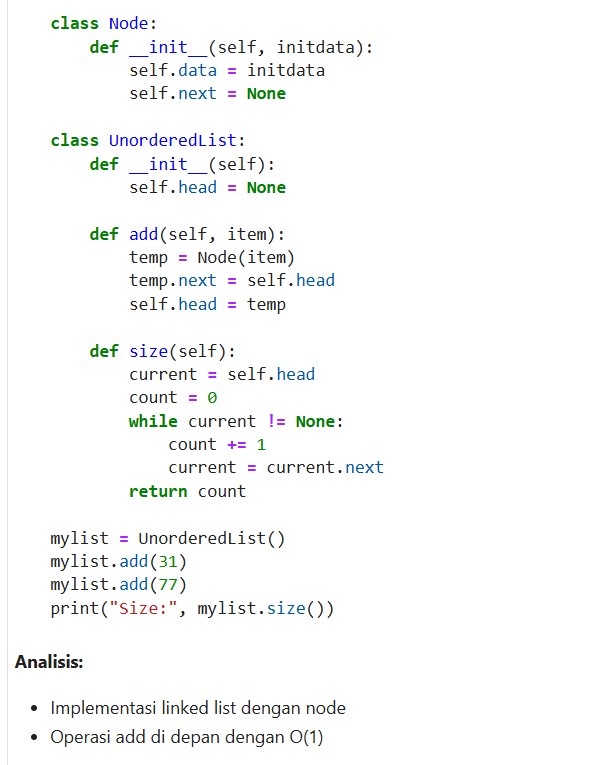 class Node:
    def __init__(self, initdata):
        self.data = initdata
        self.next = None

class UnorderedList:
    def __init__(self):
        self.head = None

    def add(self, item):
        temp = Node(item)
        temp.next = self.head
        self.head = temp

    def size(self):
        current = self.head
        count = 0
        while current != None:
            count += 1
            current = current.next
        return count

mylist = UnorderedList()
mylist.add(31)
mylist.add(77)
print("Size:", mylist.size())

Analisis:
• Implementasi linked list dengan node
• Operasi add di depan dengan O(1)